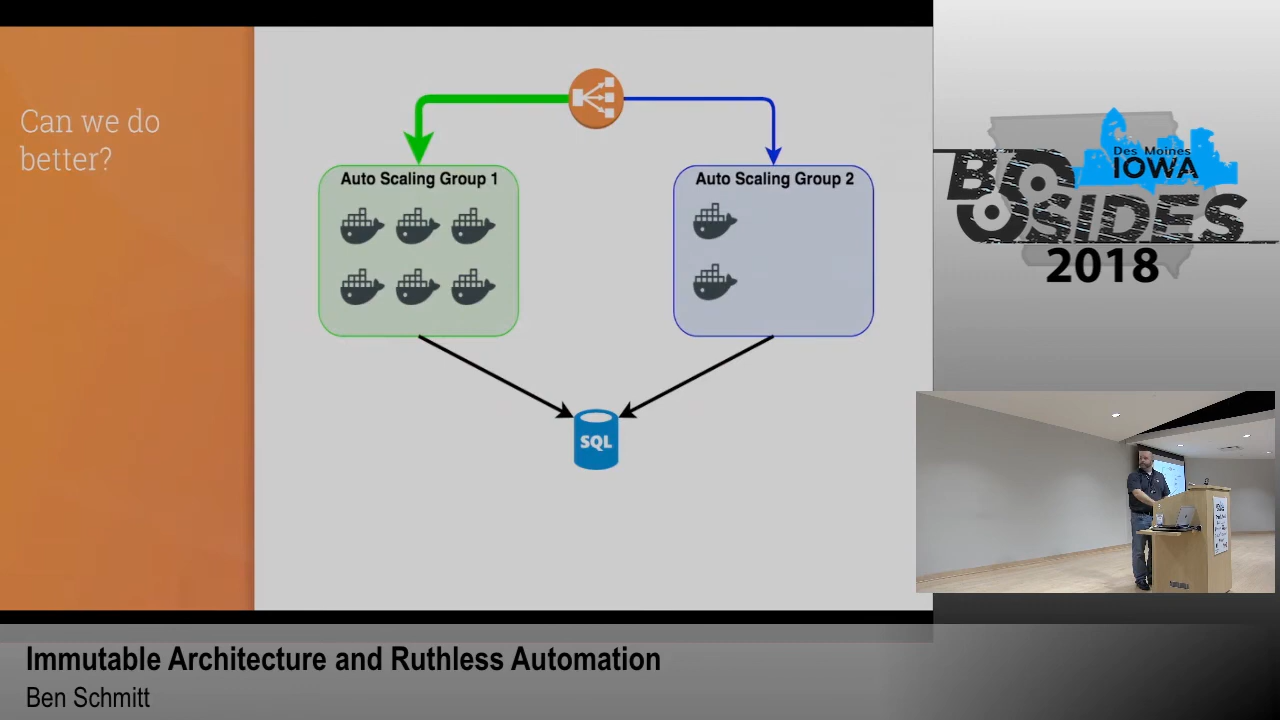 Can we do
better?
Auto Scaling Group 1
Auto Scaling Group 2
SQL
Des Moines
IOWA
BSIDES
2018
Immutable Architecture and Ruthless Automation
Ben Schmitt